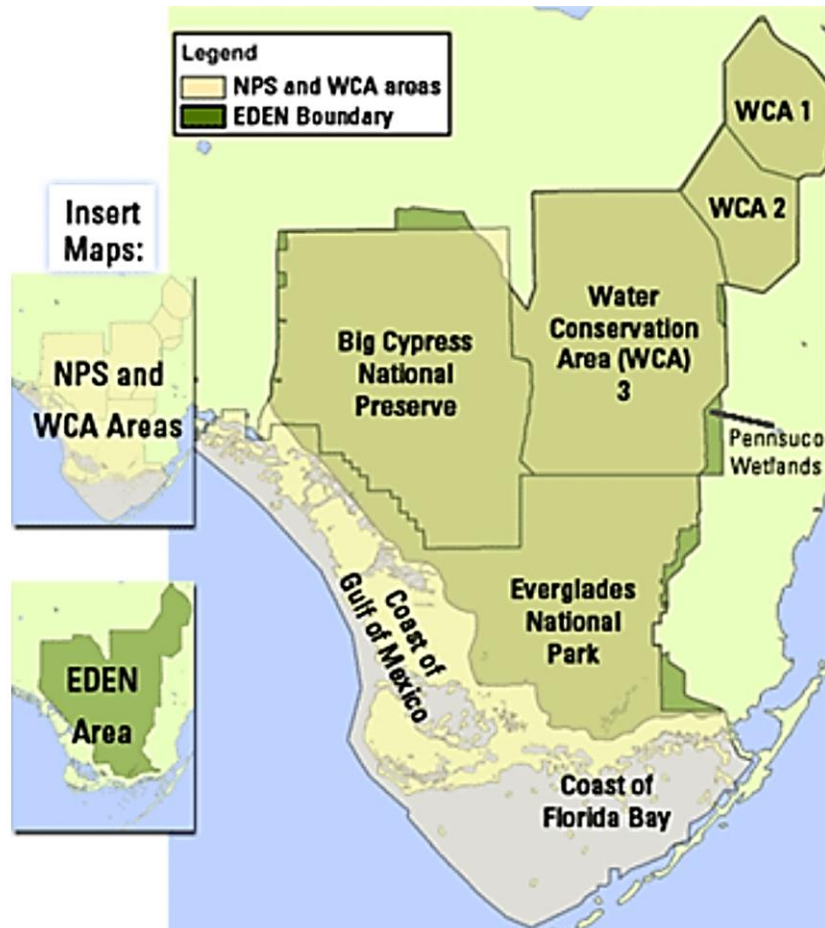 Legend
NPS and WCA areas
EDEN Boundary
WCA 1
WCA 2
Insert
Maps:
NPS and
WCA Areas
Water
Conservation
Area (WCA)
3
Big Cypress
National
Preserve
Pennsuco
Wetlands
Everglades
National
Park
Coast of
Gulf of Mexico
EDEN
Area
Coast of
Florida Bay